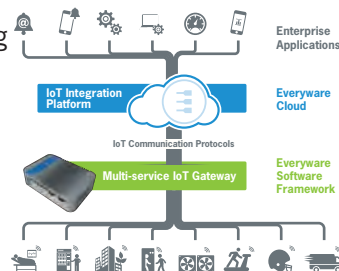 g
@
Enterprise
Applications
IoT Integration
Platform
Everyware
Cloud
IoT Communication Protocols
Multi-service IoT Gateway
Everyware
Software
Framework